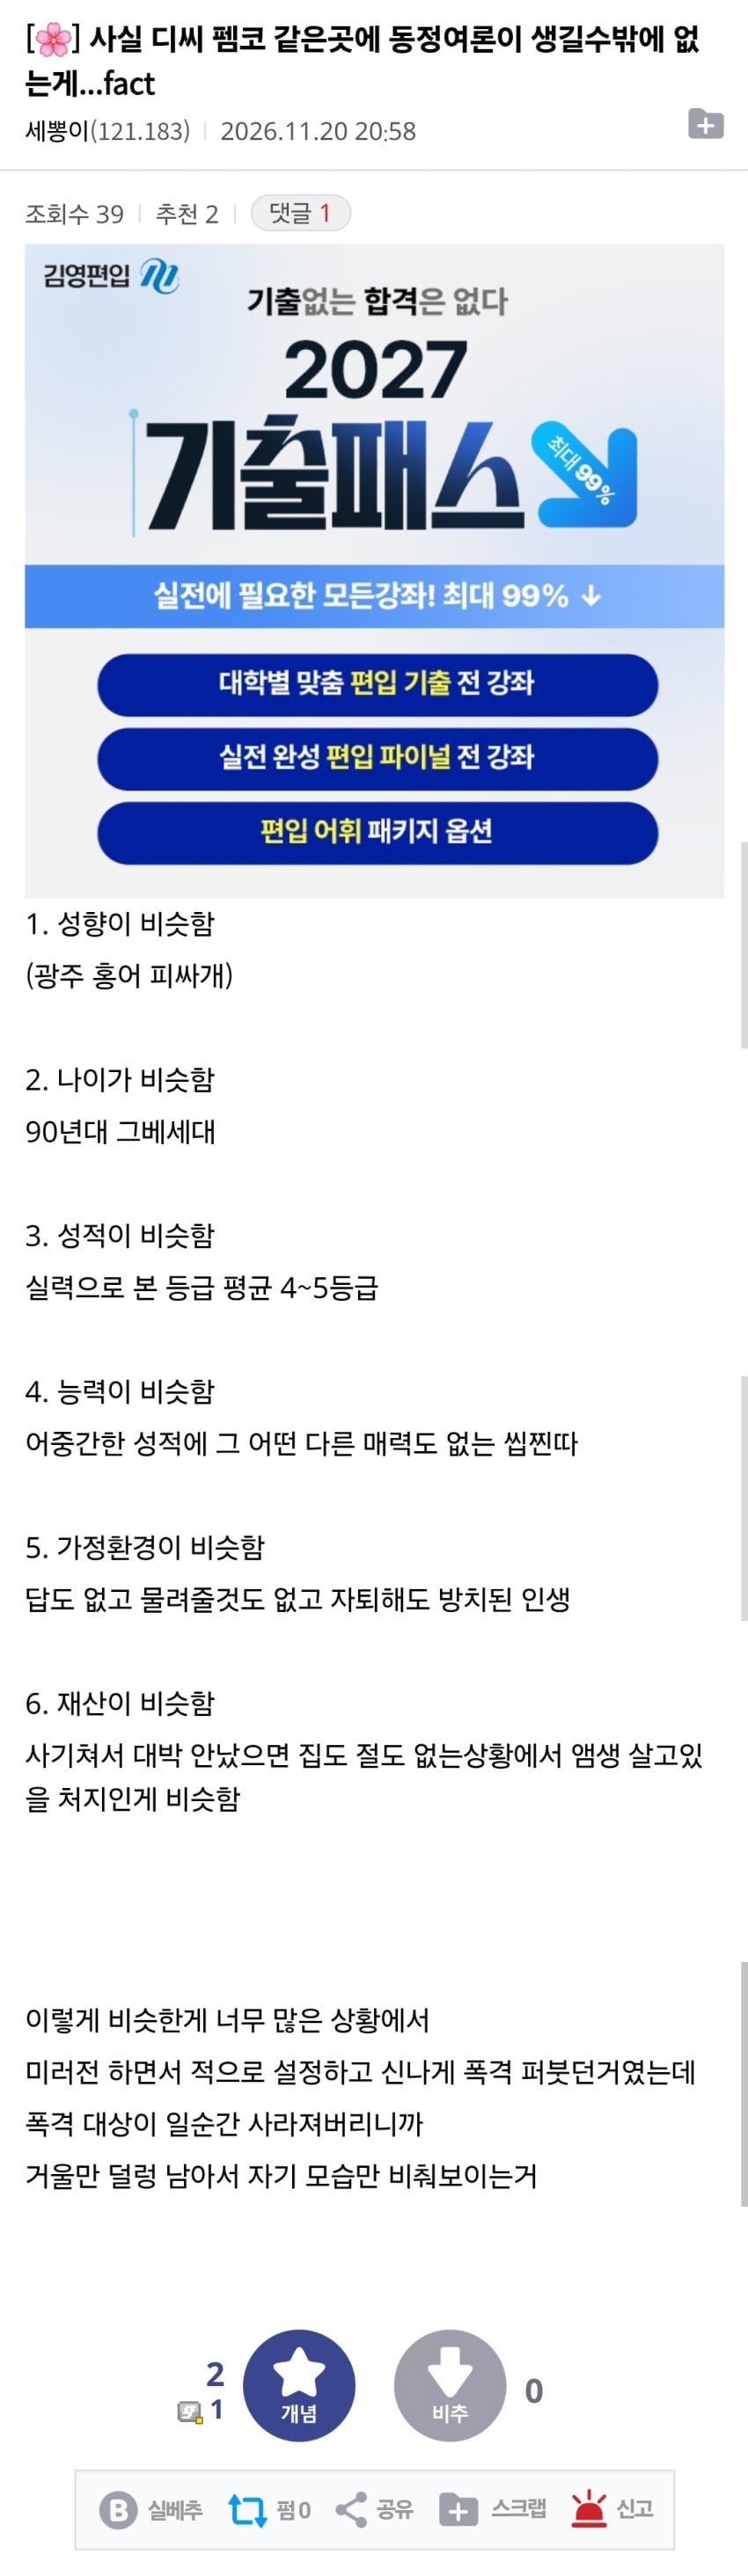 [🌸] 사실 디씨 펨코 같은곳에 동정여론이 생길수밖에 없
는게...fact
세뽕이(121.183) 2026.11.20 20:58
조회수 39 추천 2 댓글 1
김영편입
기출없는 합격은 없다
2027
기출패스
최대 99%
실전에 필요한 모든강좌! 최대 99% ↓
대학별 맞춤 편입 기출 전 강좌
실전 완성 편입 파이널 전 강좌
편입 어휘 패키지 옵션
1. 성향이 비슷함
(광주 홍어 피싸개)
2. 나이가 비슷함
90년대 그베세대
3. 성적이 비슷함
실력으로 본 등급 평균 4~5등급
4. 능력이 비슷함
어중간한 성적에 그 어떤 다른 매력도 없는 씹찐따
5. 가정환경이 비슷함
답도 없고 물려줄것도 없고 자퇴해도 방치된 인생
6. 재산이 비슷함
사기쳐서 대박 안났으면 집도 절도 없는상황에서 앰생 살고있
을 처지인게 비슷함
이렇게 비슷한게 너무 많은 상황에서
미러전 하면서 적으로 설정하고 신나게 폭격 퍼붓던거였는데
폭격 대상이 일순간 사라져버리니까
거울만 덜렁 남아서 자기 모습만 비춰보이는거
2
1
개념
비추
0
B 실베추 펌 0 공유 스크랩 신고